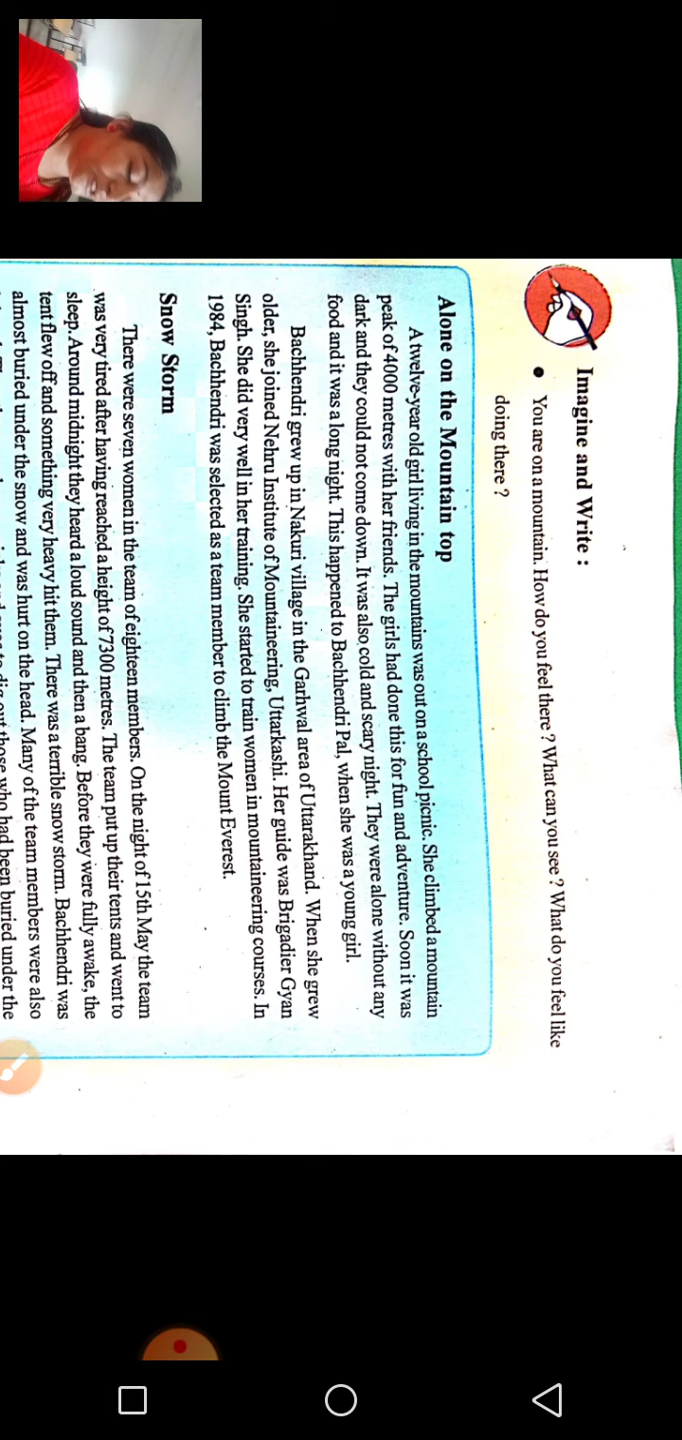 Imagine and Write :
● You are on a mountain. How do you feel there ? What can you see ? What do you feel like
doing there ?
Alone on the Mountain top
A twelve-year old girl living in the mountains was out on a school picnic. She climbed a mountain
peak of 4000 metres with her friends. The girls had done this for fun and adventure. Soon it was
dark and they could not come down. It was also cold and scary night. They were alone without any
food and it was a long night. This happened to Bachhendri Pal, when she was a young girl.
Bachhendri grew up in Nakuri village in the Garhwal area of Uttarakhand. When she grew
older, she joined Nehru Institute of Mountaineering, Uttarkashi. Her guide was Brigadier Gyan
Singh. She did very well in her training. She started to train women in mountaineering courses. In
1984, Bachhendri was selected as a team member to climb the Mount Everest.
Snow Storm
There were seven women in the team of eighteen members. On the night of 15th May the team
was very tired after having reached a height of 7300 metres. The team put up their tents and went to
sleep. Around midnight they heard a loud sound and then a bang. Before they were fully awake, the
tent flew off and something very heavy hit them. There was a terrible snow storm. Bachhendri was
almost buried under the snow and was hurt on the head. Many of the team members were also
to dig out those who had been buried under the